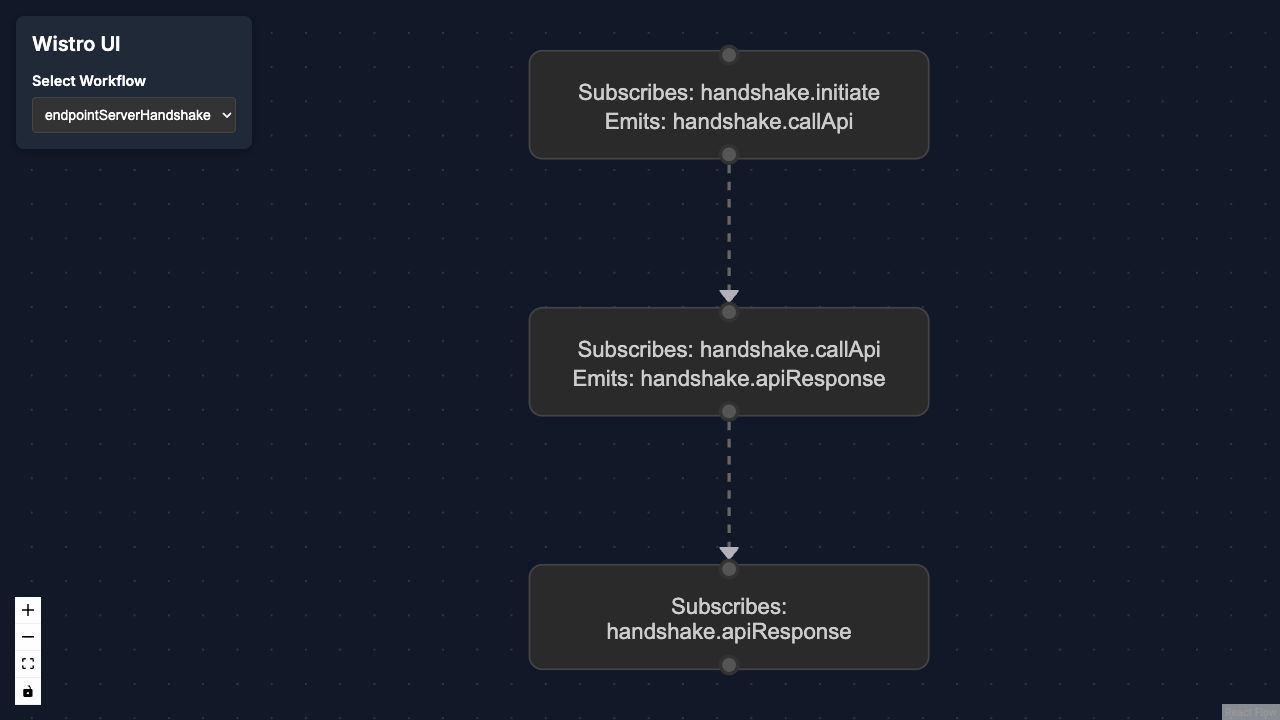 Wistro UI
Select Workflow
endpointServerHandshake
Subscribes: handshake.initiate
Emits: handshake.callApi
Subscribes: handshake.callApi
Emits: handshake.apiResponse
Subscribes:
handshake.apiResponse
React Flow